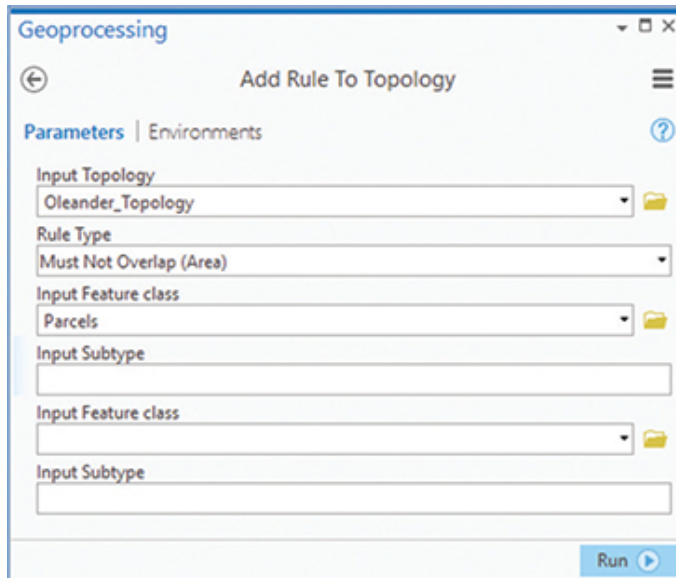 Geoprocessing
Add Rule To Topology
Parameters | Environments
?
Input Topology
Oleander_Topology
Rule Type
Must Not Overlap (Area)
Input Feature class
Parcels
Input Subtype
Input Feature class
Input Subtype
Run